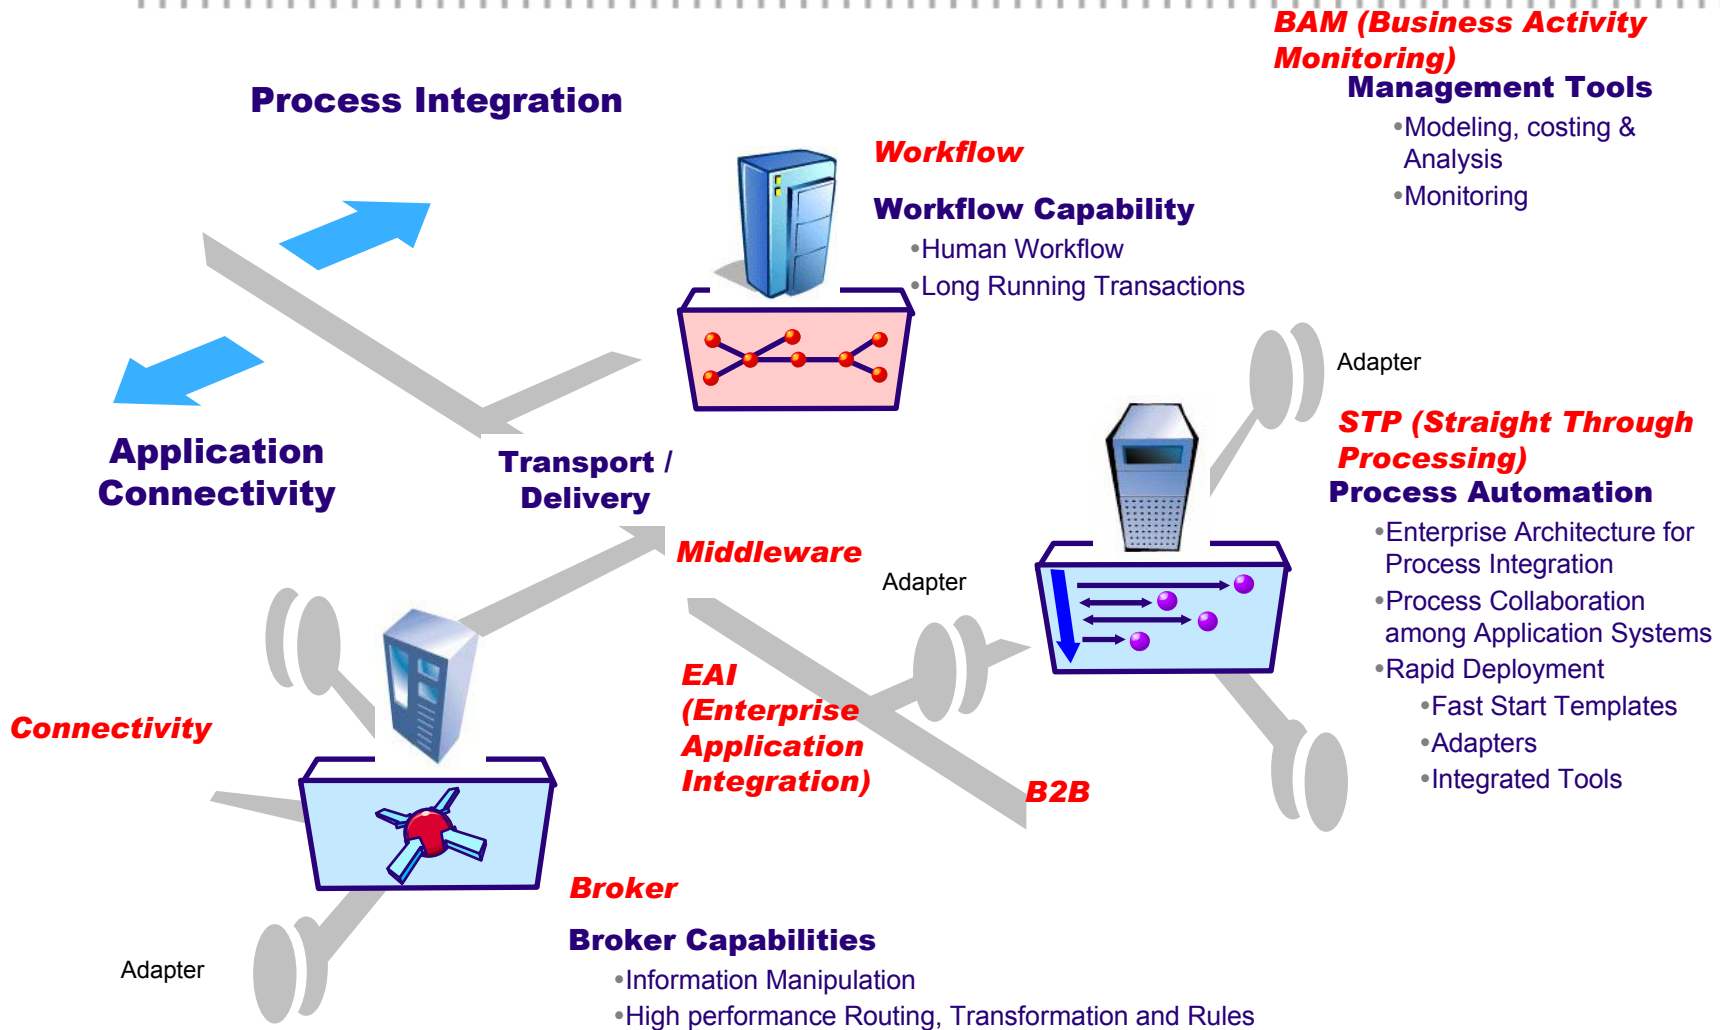 BAM (Business Activity
Monitoring)
Management Tools
•Modeling, costing &
Analysis
•Monitoring
Process Integration
Workflow
Workflow Capability
•Human Workflow
•Long Running Transactions
Adapter
STP (Straight Through
Processing)
Process Automation
•Enterprise Architecture for
Process Integration
•Process Collaboration
among Application Systems
•Rapid Deployment
•Fast Start Templates
•Adapters
•Integrated Tools
Application
Connectivity
Transport /
Delivery
Middleware
Adapter
EAI
(Enterprise
Application
Integration)
B2B
Connectivity
Broker
Broker Capabilities
•Information Manipulation
•High performance Routing, Transformation and Rules
Adapter